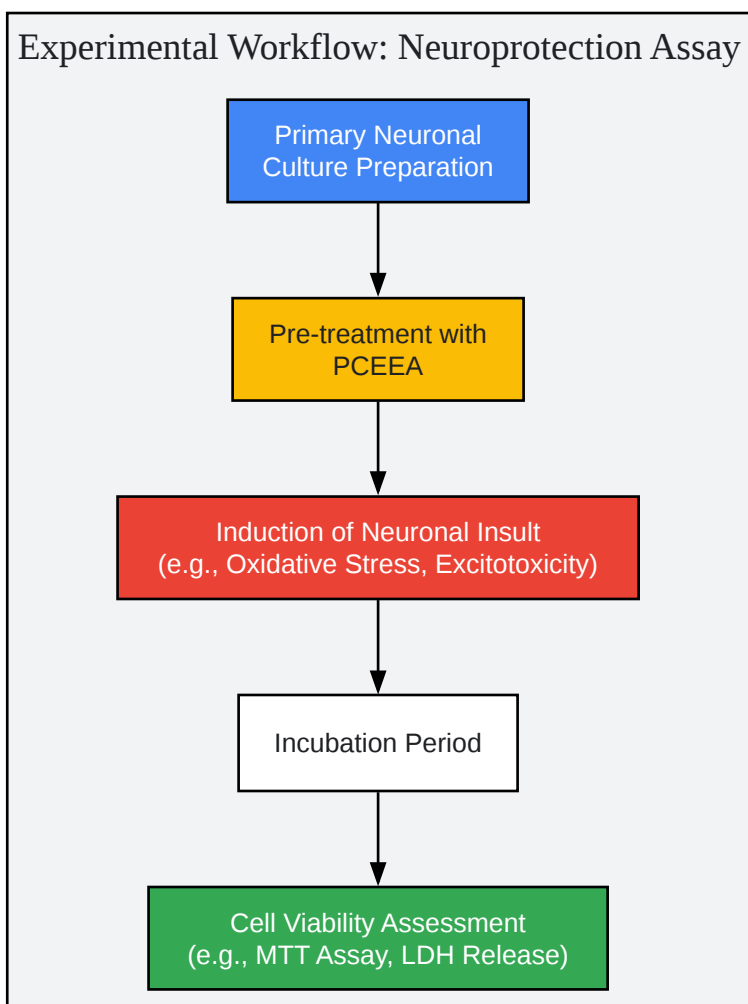 Experimental Workflow: Neuroprotection Assay
Primary Neuronal
Culture Preparation
Pre-treatment with
PCEEA
Induction of Neuronal Insult
(e.g., Oxidative Stress, Excitotoxicity)
Incubation Period
Cell Viability Assessment
(e.g., MTT Assay, LDH Release)